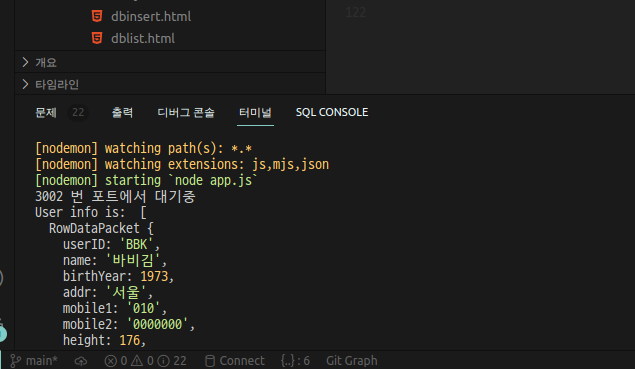 dbinsert.html
dblist.html
122
개요
타임라인
문제 22 출력 디버그 콘솔 터미널 SQL CONSOLE
[nodemon] watching path(s): *.*
[nodemon] watching extensions: js,mjs,json
[nodemon] starting `node app.js`
3002 번 포트에서 대기중
User info is:  [
  RowDataPacket {
    userID: 'BBK',
    name: '바비킴',
    birthYear: 1973,
    addr: '서울',
    mobile1: '010',
    mobile2: '0000000',
    height: 176,
main* 0 0 22 Connect {..} : 6 Git Graph